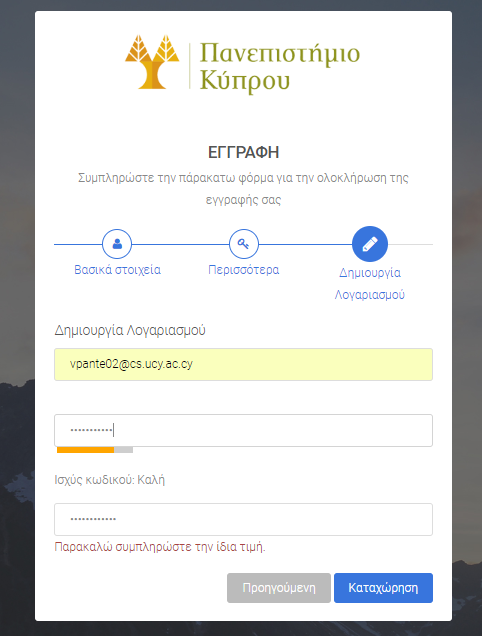 Πανεπιστήμιο
Κύπρου
ΕΓΓΡΑΦΗ
Συμπληρώστε την πάρακατω φόρμα για την ολοκλήρωση της
εγγραφής σας
Βασικά στοιχεία
Περισσότερα
Δημιουργία
Λογαριασμού
Δημιουργία Λογαριασμού
vpante02@cs.ucy.ac.cy
•••••••••••
Ισχύς κωδικού: Καλή
••••••••••••
Παρακαλώ συμπληρώστε την ίδια τιμή.
Προηγούμενη
Καταχώρηση